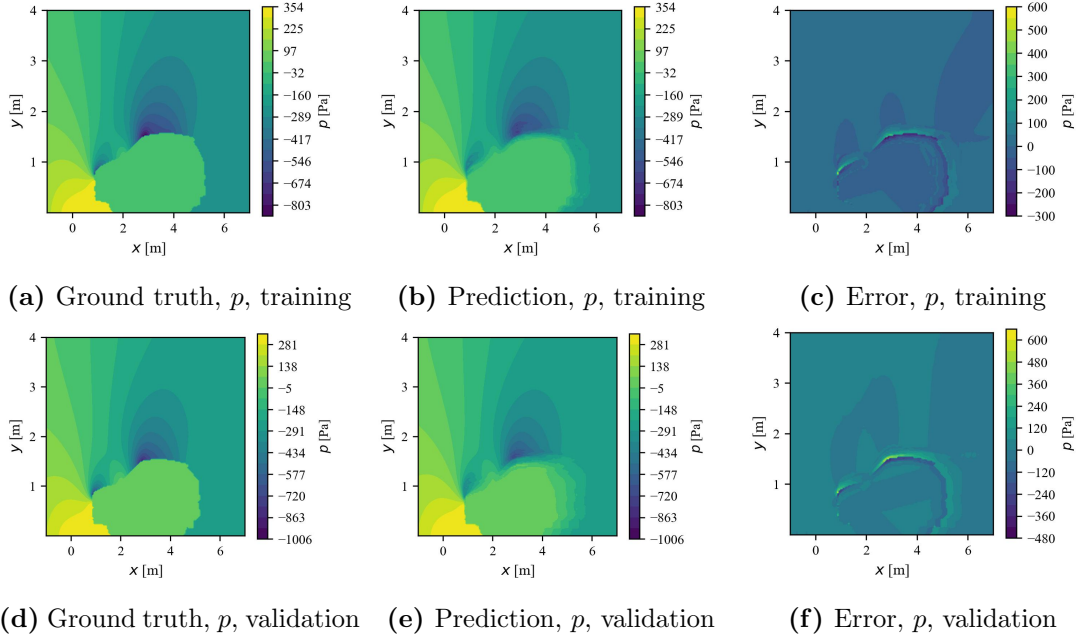 4
3
2
1
y [m]
0 2 4 6
x [m]
354
225
97
−32
−160
−289
−417
−546
−674
−803
p [Pa]
4
3
2
1
y [m]
0 2 4 6
x [m]
354
225
97
−32
−160
−289
−417
−546
−674
−803
p [Pa]
4
3
2
1
y [m]
0 2 4 6
x [m]
600
500
400
300
200
100
0
−100
−200
−300
p [Pa]
(a) Ground truth, p, training
(b) Prediction, p, training
(c) Error, p, training
4
3
2
1
y [m]
0 2 4 6
x [m]
281
138
−5
−148
−291
−434
−577
−720
−863
−1006
p [Pa]
4
3
2
1
y [m]
0 2 4 6
x [m]
281
138
−5
−148
−291
−434
−577
−720
−863
−1006
p [Pa]
4
3
2
1
y [m]
0 2 4 6
x [m]
600
480
360
240
120
0
−120
−240
−360
−480
p [Pa]
(d) Ground truth, p, validation
(e) Prediction, p, validation
(f) Error, p, validation